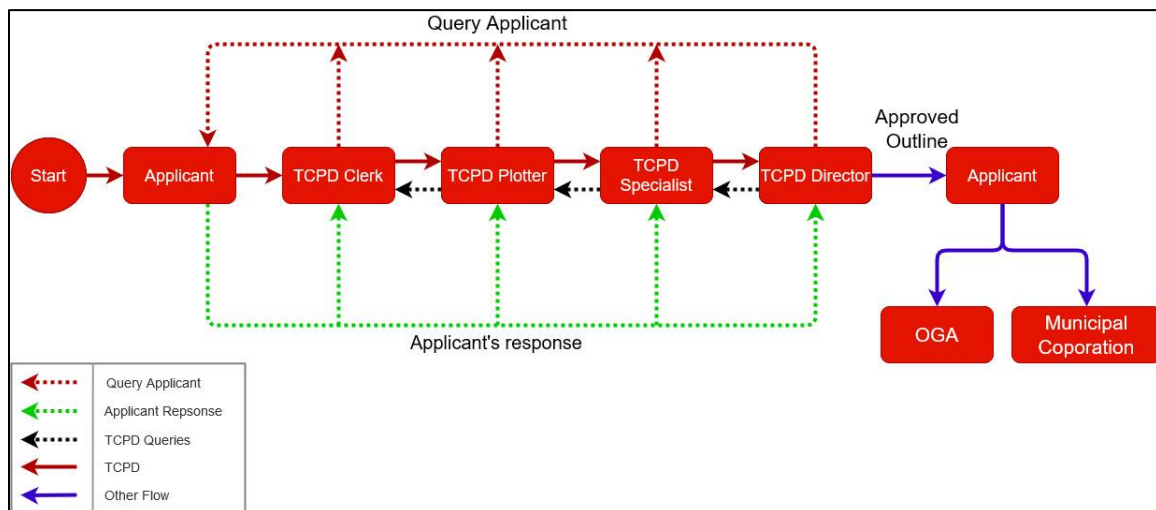 Query Applicant
Approved
Outline
Start
Applicant
TCPD Clerk
TCPD Plotter
TCPD
Specialist
TCPD Director
Applicant
OGA
Municipal
Coporation
Applicant's response
Query Applicant
Applicant Repsonse
TCPD Queries
TCPD
Other Flow